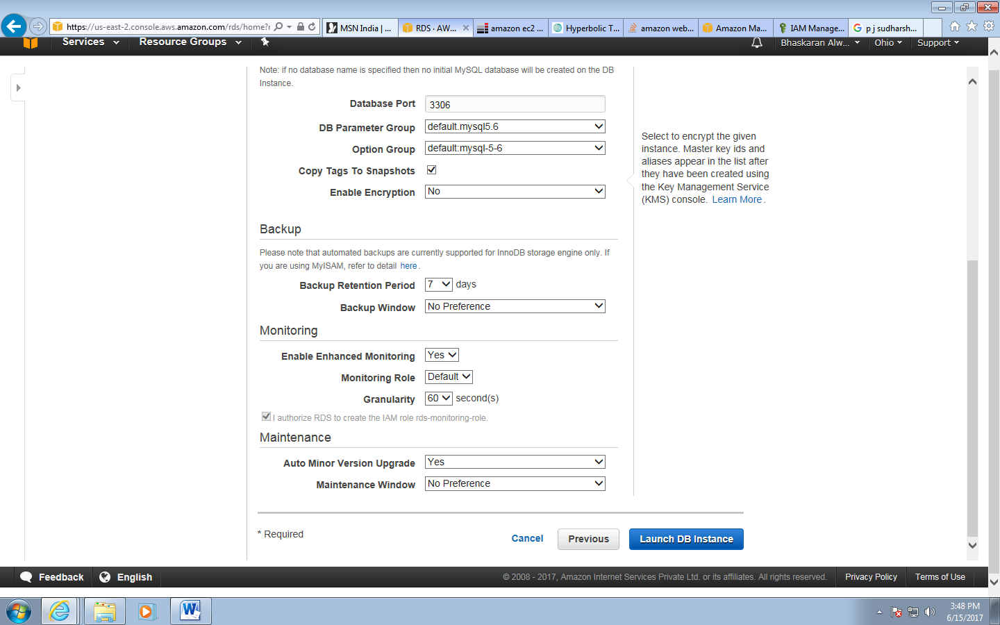 https://us-east-2.console.aws.amazon.com/rds/home?r
MSN India | ...
RDS · AW...
amazon ec2 ...
Hyperbolic T...
amazon web...
Amazon Ma...
IAM Manage...
p j sudharsh...
Services
Resource Groups
Bhaskaran Alw...
Ohio
Support
Note: if no database name is specified then no initial MySQL database will be created on the DB
Instance.
Database Port 3306
DB Parameter Group default.mysql5.6
Option Group default:mysql-5-6
Copy Tags To Snapshots
Enable Encryption No
Select to encrypt the given
instance. Master key ids and
aliases appear in the list after
they have been created using
the Key Management Service
(KMS) console. Learn More.
Backup
Please note that automated backups are currently supported for InnoDB storage engine only. If
you are using MyISAM, refer to detail here.
Backup Retention Period 7 days
Backup Window No Preference
Monitoring
Enable Enhanced Monitoring Yes
Monitoring Role Default
Granularity 60 second(s)
I authorize RDS to create the IAM role rds-monitoring-role.
Maintenance
Auto Minor Version Upgrade Yes
Maintenance Window No Preference
* Required
Cancel
Previous
Launch DB Instance
Feedback
English
© 2008 - 2017, Amazon Internet Services Private Ltd. or its affiliates. All rights reserved.
Privacy Policy
Terms of Use
3:48 PM
6/15/2017